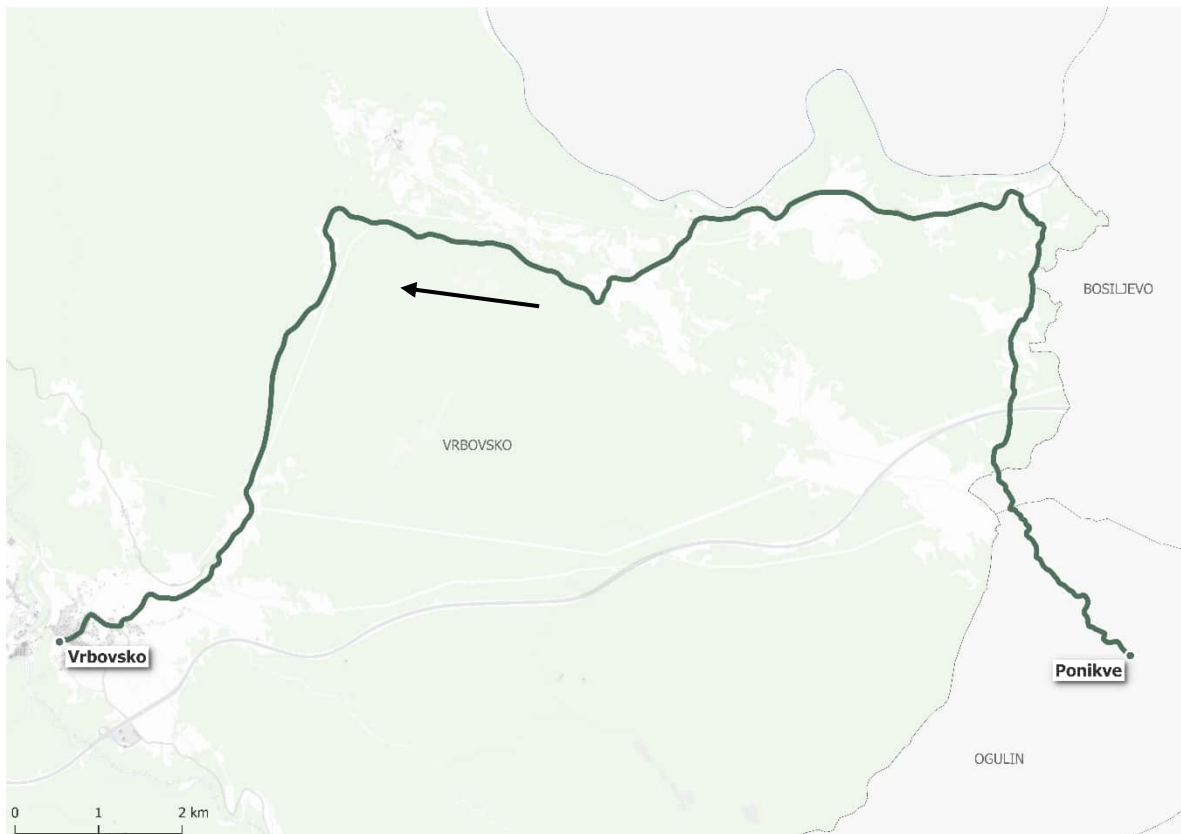 BOSILJEVO
VRBOVSKO
Vrbovsko
Ponikve
OGULIN
0 1 2 km